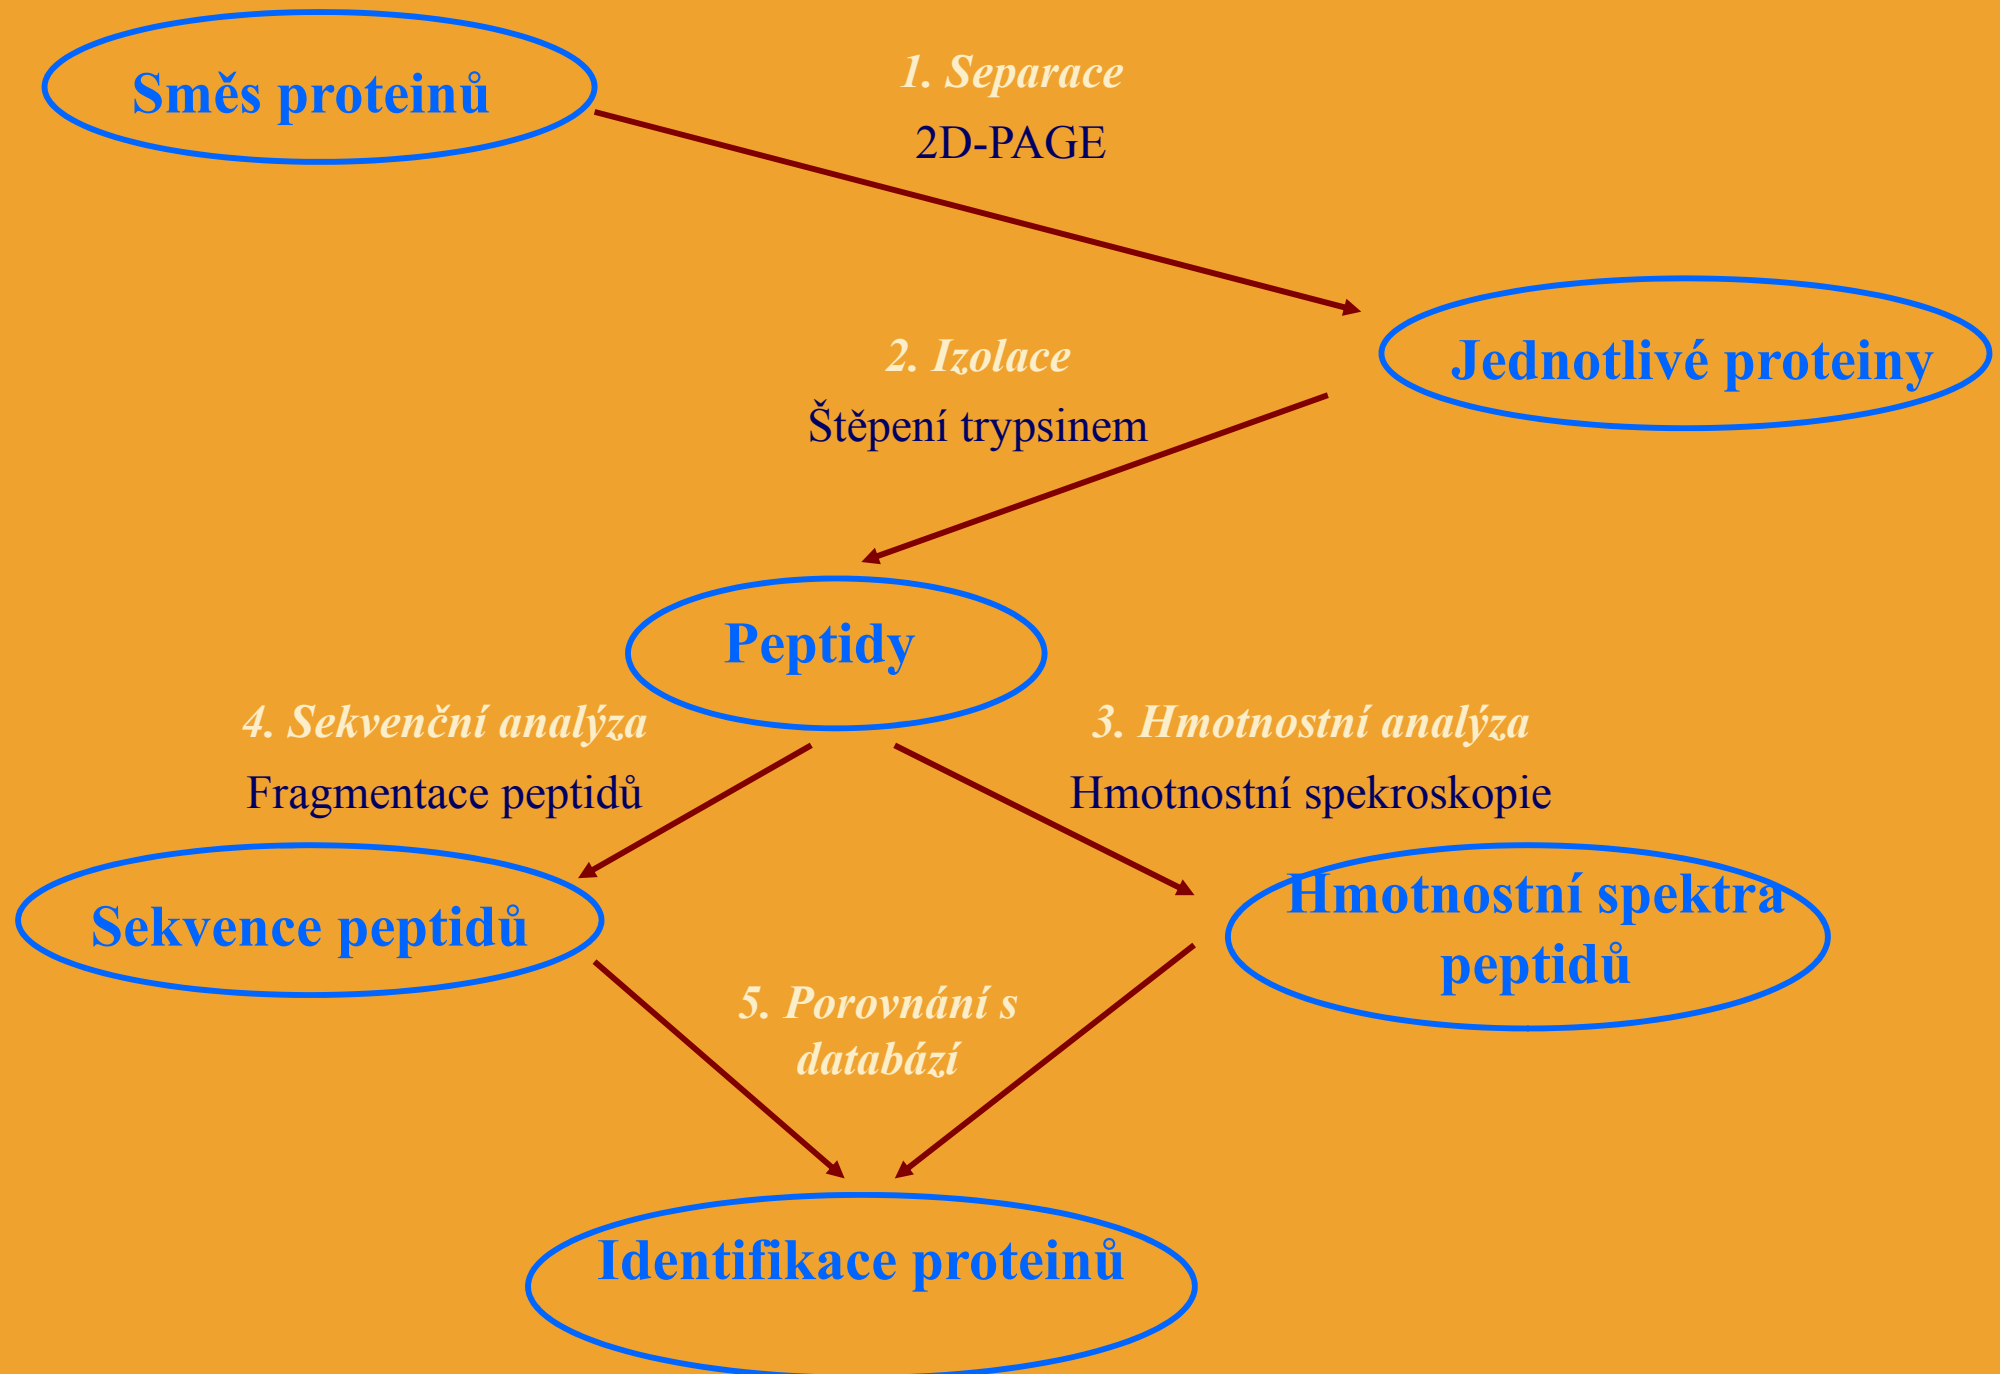 Směs proteinů
1. Separace
2D-PAGE
Jednotlivé proteiny
2. Izolace
Štěpení trypsinem
Peptidy
4. Sekvenční analýza
Fragmentace peptidů
3. Hmotnostní analýza
Hmotnostní spekroskopie
Sekvence peptidů
Hmotnostní spektra
peptidů
5. Porovnání s
databází
Identifikace proteinů